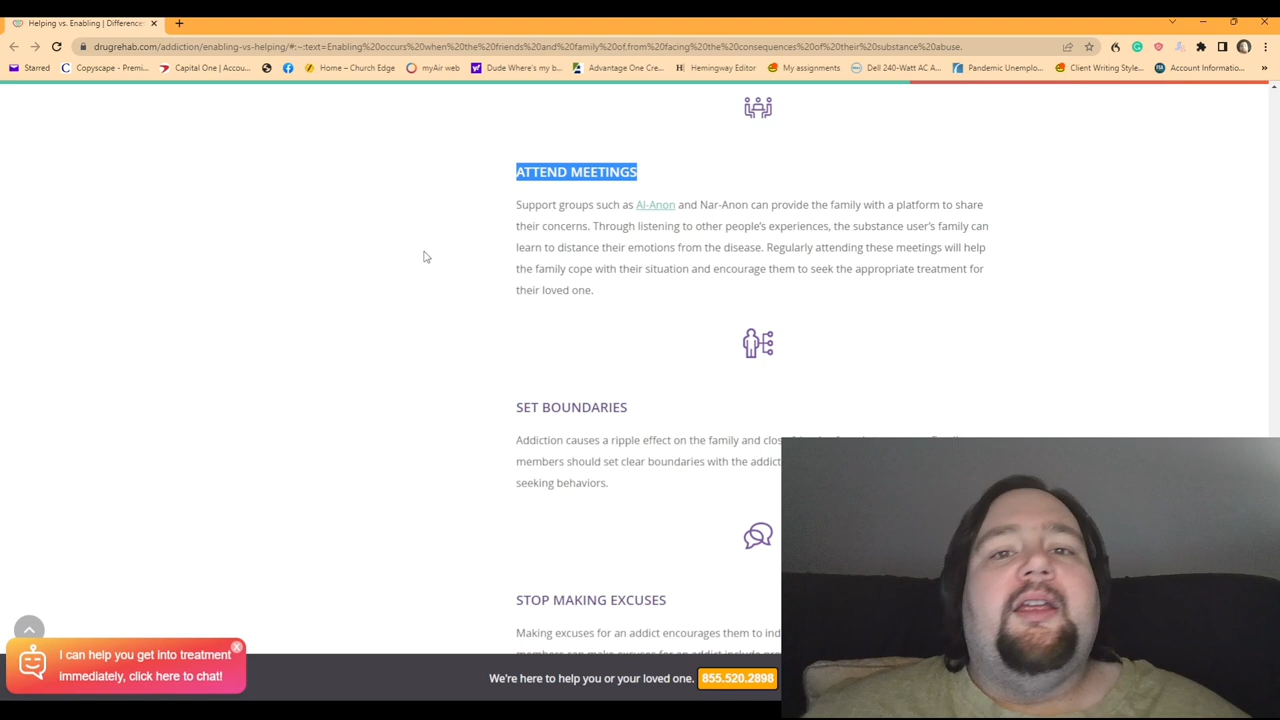 Helping vs. Enabling | Difference
drugrehab.com/addiction/enabling-vs-helping/#:~:text=Enabling%20occurs%20when%20the%20friends%20and%20family%20of,from%20facing%20the%20consequences%20of%20their%20substance%20abuse.
Starred Copyscape - Premi... Capital One | Accou... Home – Church Edge myAir web Dude Where's my b... Advantage One Cre... Hemingway Editor My assignments Dell 240-Watt AC A... Pandemic Unemplo... Client Writing Style... Account Informatio... »
ATTEND MEETINGS
Support groups such as Al-Anon and Nar-Anon can provide the family with a platform to share
their concerns. Through listening to other people's experiences, the substance user's family can
learn to distance their emotions from the disease. Regularly attending these meetings will help
the family cope with their situation and encourage them to seek the appropriate treatment for
their loved one.
SET BOUNDARIES
Addiction causes a ripple effect on the family and clos
members should set clear boundaries with the addict
seeking behaviors.
STOP MAKING EXCUSES
Making excuses for an addict encourages them to ind
I can help you get into treatment
immediately, click here to chat!
We're here to help you or your loved one. 855.520.2898